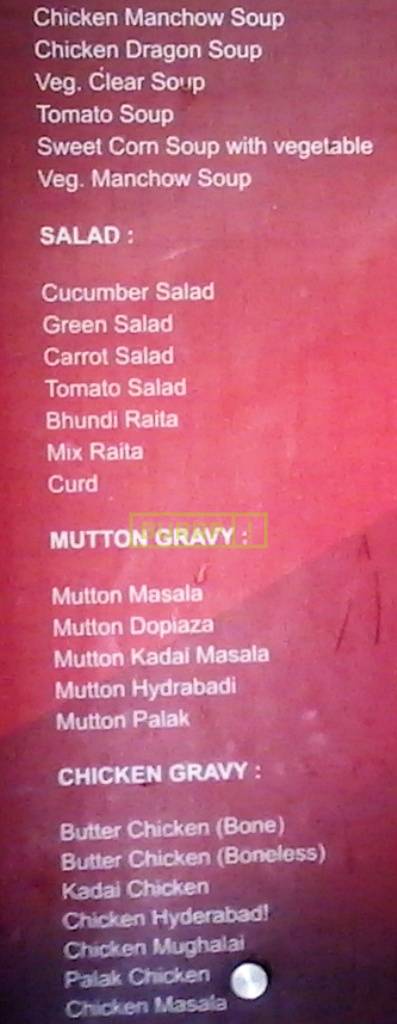 Chicken Manchow Soup
Chicken Dragon Soup
Veg. Clear Soup
Tomato Soup
Sweet Corn Soup with vegetable
Veg. Manchow Soup
SALAD :
Cucumber Salad
Green Salad
Carrot Salad
Tomato Salad
Bhundi Raita
Mix Raita
Curd
MUTTON GRAVY :
Mutton Masala
Mutton Dopiaza
Mutton Kadai Masala
Mutton Hydrabadi
Mutton Palak
CHICKEN GRAVY :
Butter Chicken (Bone)
Butter Chicken (Boneless)
Kadai Chicken
Chicken Hyderabadi
Chicken Mughalai
Palak Chicken
Chicken Masala